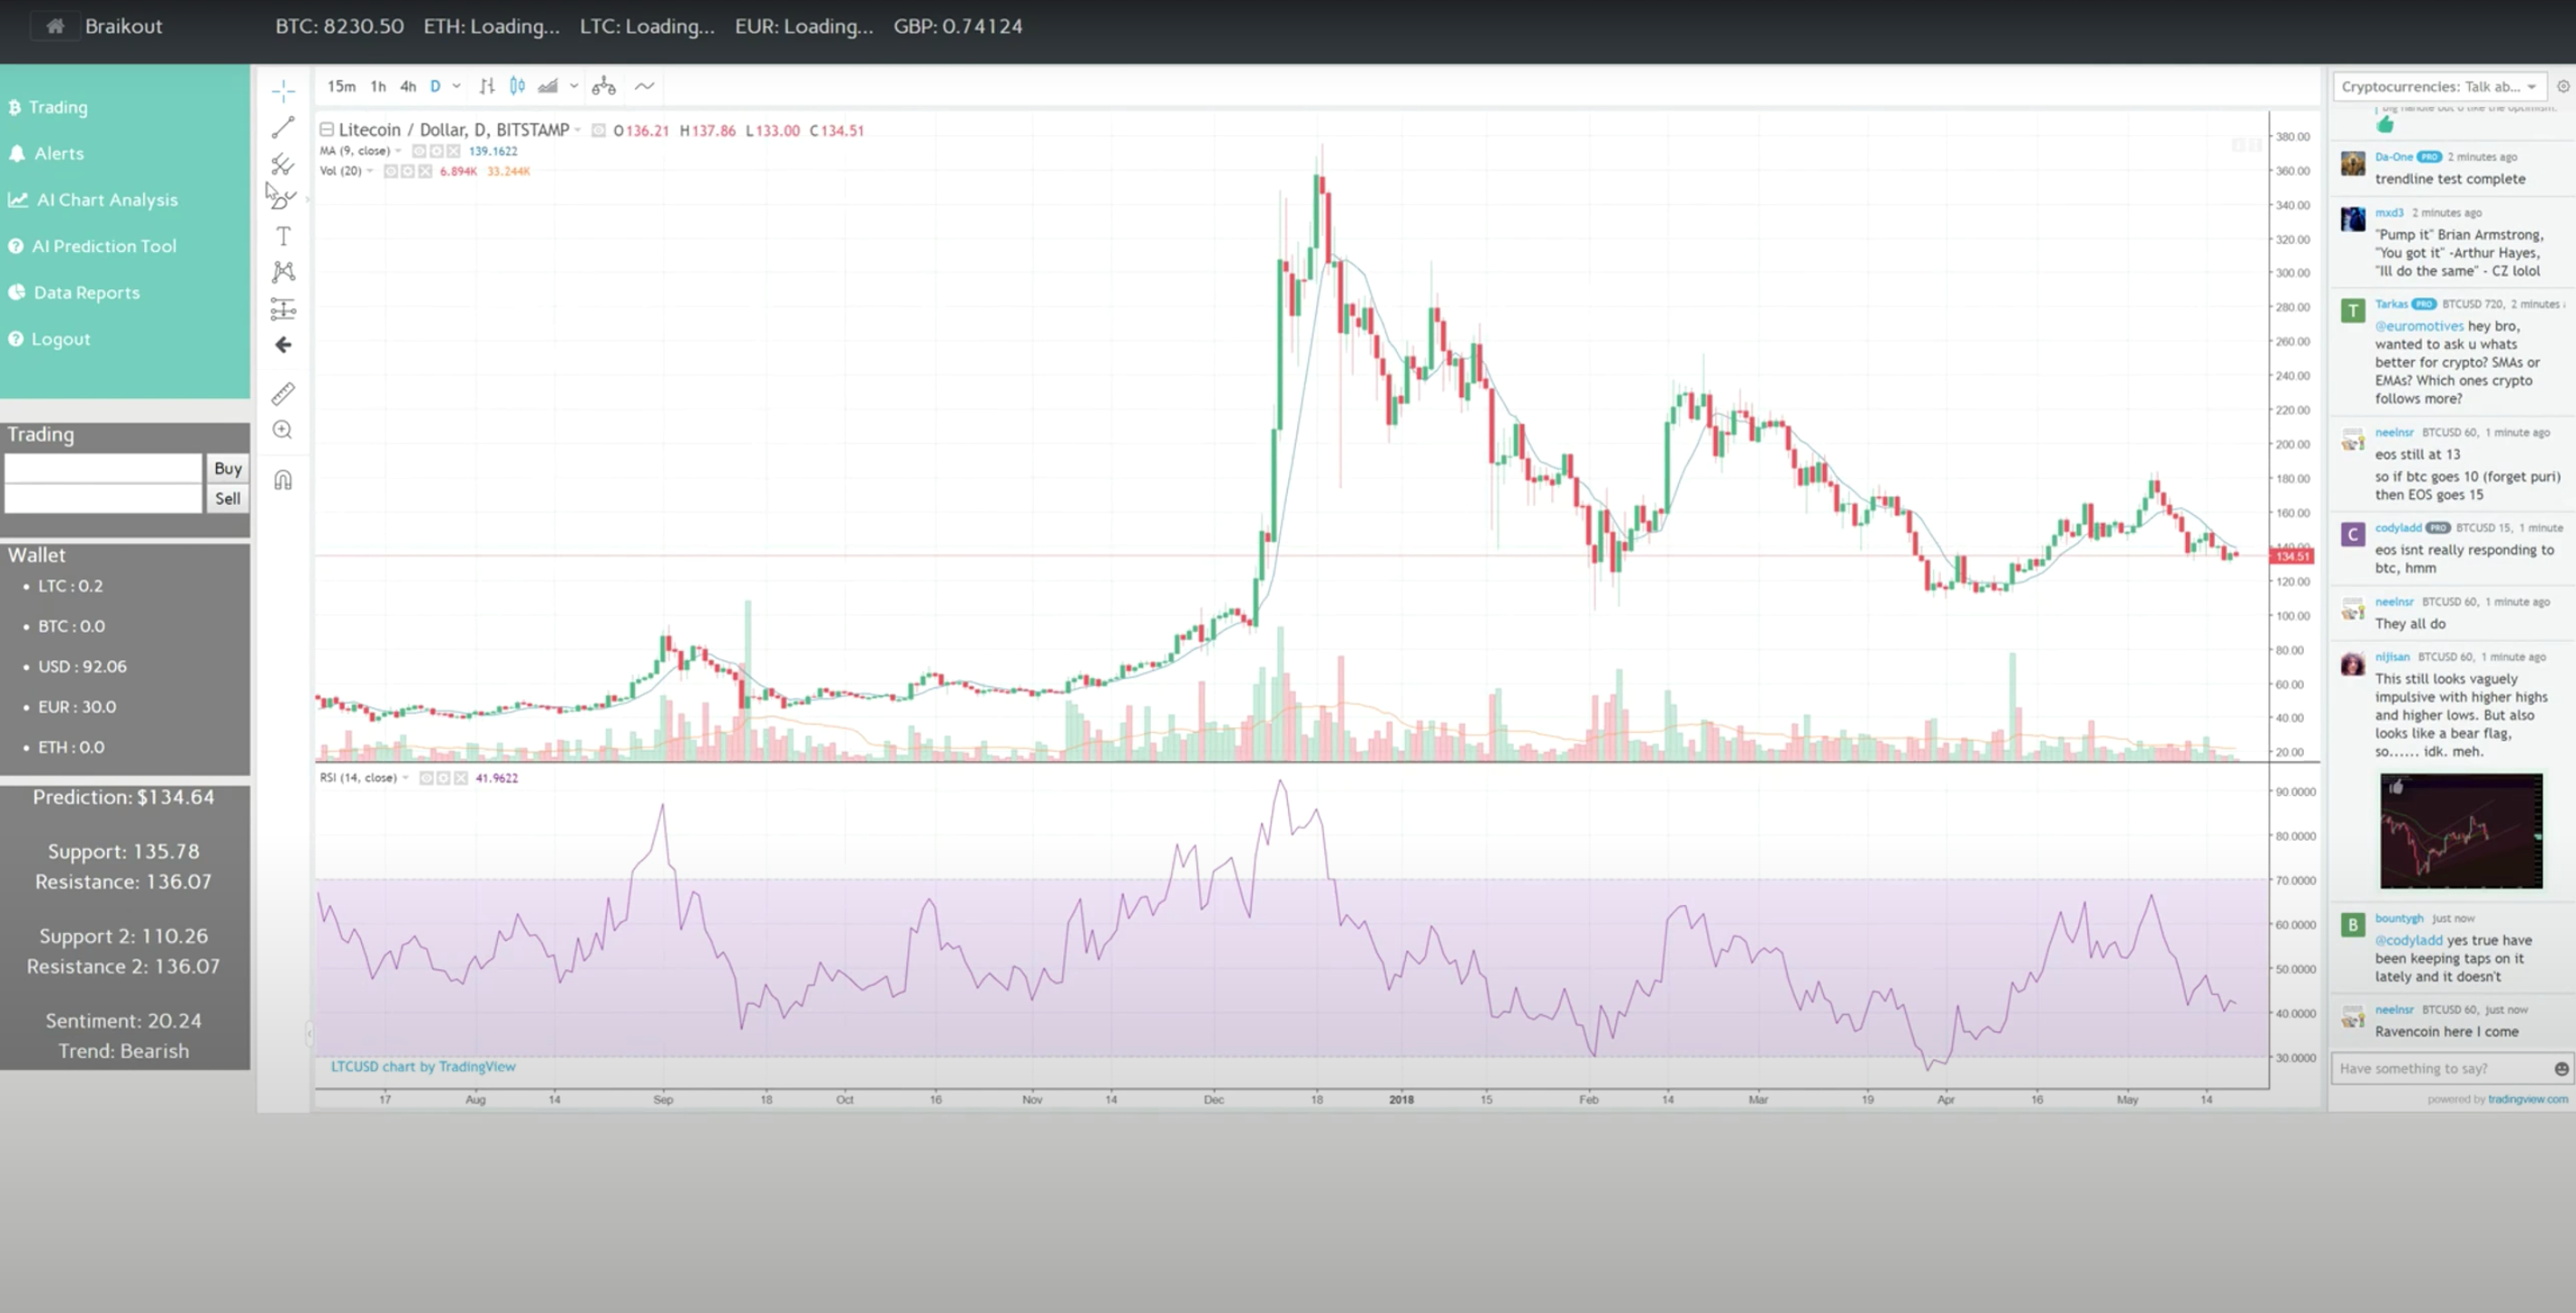 Braikout
BTC: 8230.50 ETH: Loading... LTC: Loading... EUR: Loading... GBP: 0.74124
Trading
Alerts
AI Chart Analysis
AI Prediction Tool
Data Reports
Logout
Trading
Buy
Sell
Wallet
LTC : 0.2
BTC : 0.0
USD : 92.06
EUR : 30.0
ETH : 0.0
Prediction: $134.64
Support: 135.78
Resistance: 136.07
Support 2: 110.26
Resistance 2: 136.07
Sentiment: 20.24
Trend: Bearish
15m 1h 4h D
Litecoin / Dollar, D, BITSTAMP O136.21 H137.86 L133.00 C134.51
MA (9, close) 139.1622
Vol (20) 6.894K 33.244K
380.00
360.00
340.00
320.00
300.00
280.00
260.00
240.00
220.00
200.00
180.00
160.00
140.00
134.51
120.00
100.00
80.00
60.00
40.00
20.00
RSI (14, close) 41.9622
90.0000
80.0000
70.0000
60.0000
50.0000
40.0000
30.0000
LTCUSD chart by TradingView
17 Aug 14 Sep 18 Oct 16 Nov 14 Dec 18 2018 15 Feb 14 Mar 19 Apr 16 May 14
Cryptocurrencies: Talk ab...
Da-One PRO 2 minutes ago
trendline test complete
mxd3 2 minutes ago
"Pump it" Brian Armstrong,
"You got it" -Arthur Hayes,
"Ill do the same" - CZ lolol
T
Tarkas PRO BTCUSD 720, 2 minutes
@euromotives hey bro,
wanted to ask u whats
better for crypto? SMAs or
EMAs? Which ones crypto
follows more?
neelnsr BTCUSD 60, 1 minute ago
eos still at 13
so if btc goes 10 (forget puri)
then EOS goes 15
C
codyladd PRO BTCUSD 15, 1 minute
eos isnt really responding to
btc, hmm
neelnsr BTCUSD 60, 1 minute ago
They all do
nijisan BTCUSD 60, 1 minute ago
This still looks vaguely
impulsive with higher highs
and higher lows. But also
looks like a bear flag,
so...... idk. meh.
B
bountygh just now
@codyladd yes true have
been keeping taps on it
lately and it doesn't
neelnsr BTCUSD 60, just now
Ravencoin here I come
Have something to say?
powered by tradingview.com